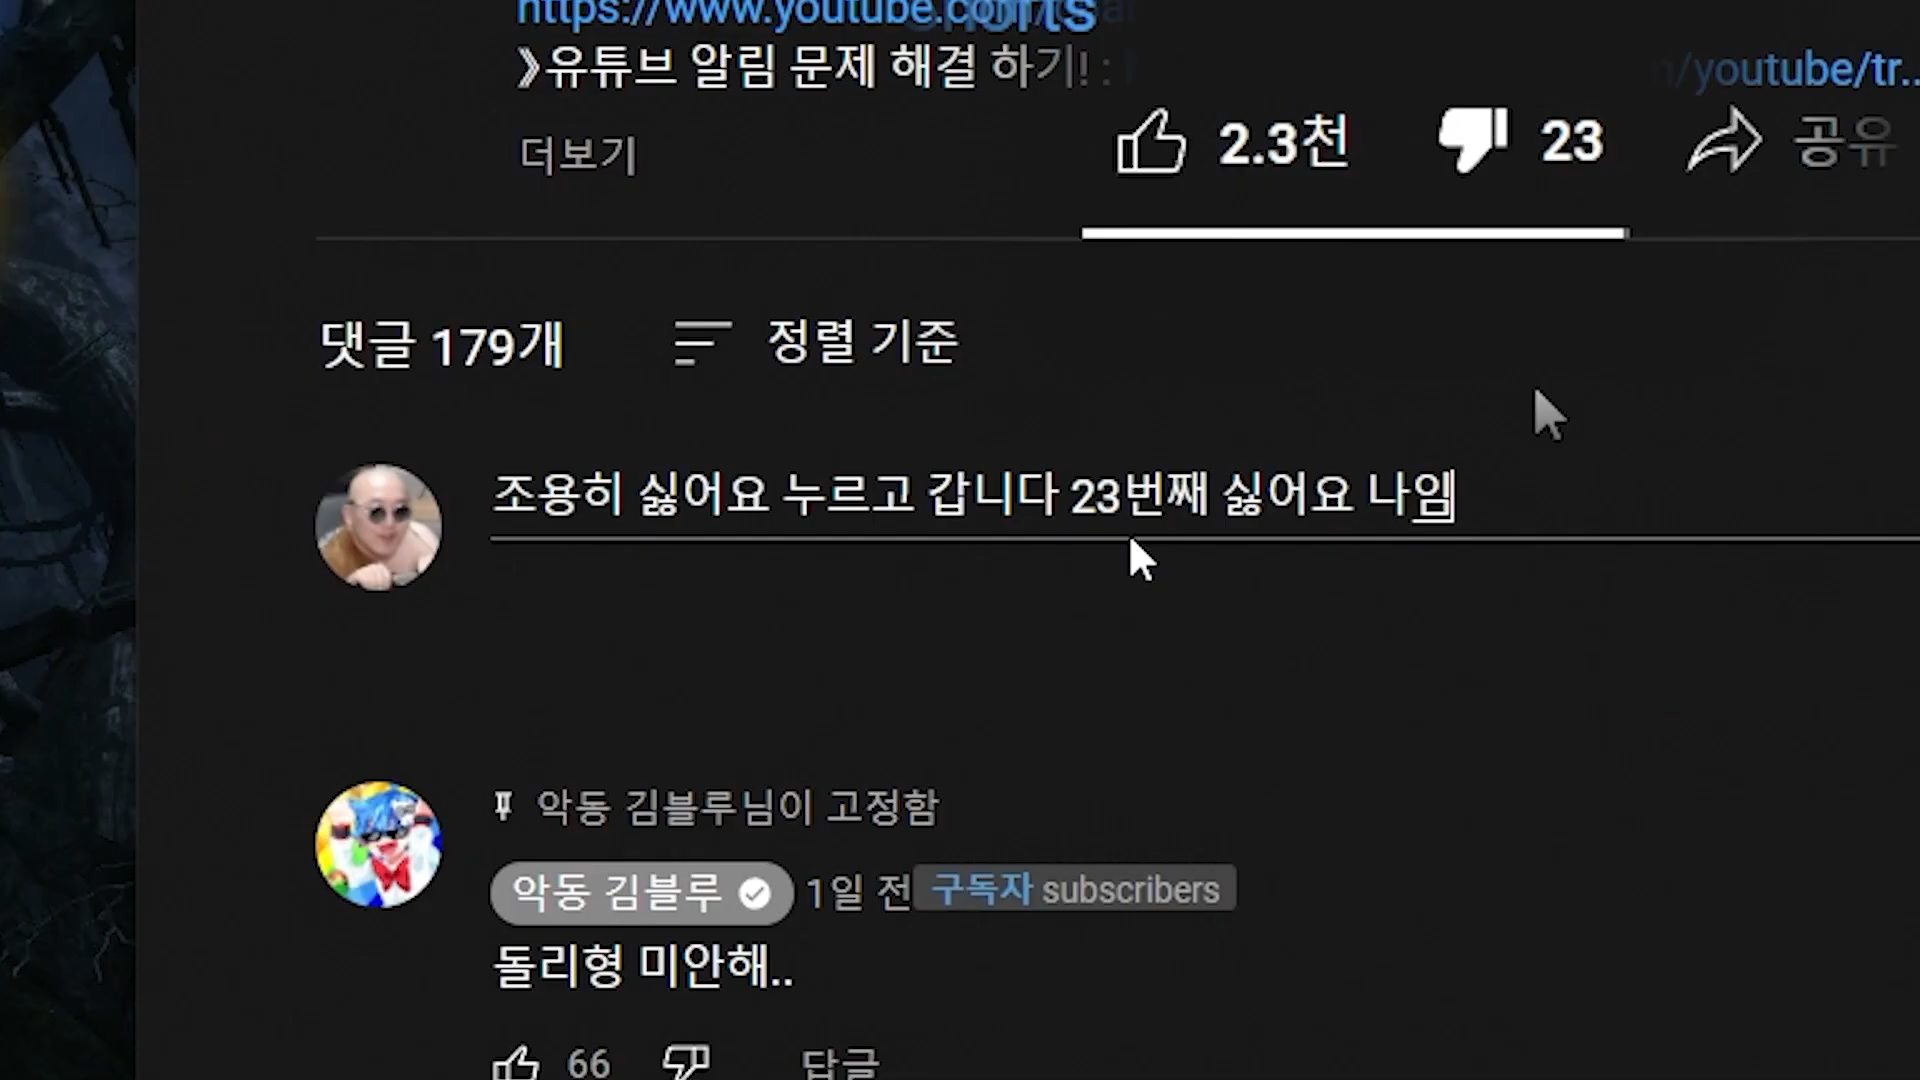 https://www.youtube.com/
》유튜브 알림 문제 해결 하기! :
/youtube/tr...
더보기
2.3천 23 공유
댓글 179개 정렬 기준
조용히 싫어요 누르고 갑니다 23번째 싫어요 나임
악동 김블루님이 고정함
악동 김블루 1일 전 구독자 subscribers
돌리형 미안해..
66 답글